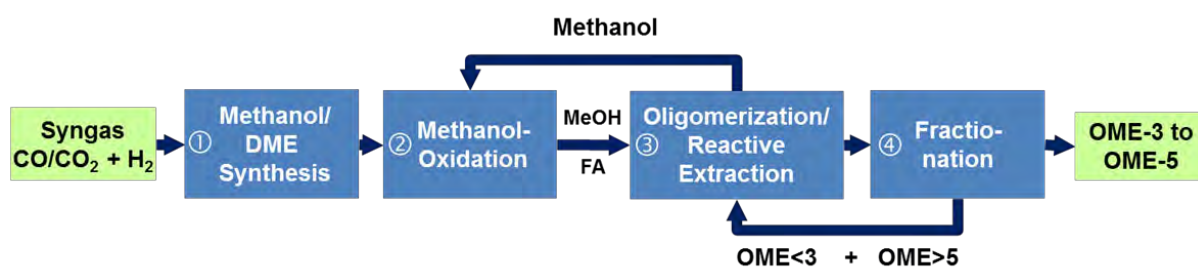 Methanol
Syngas
CO/CO₂ + H₂
① Methanol/
DME
Synthesis
② Methanol-
Oxidation
MeOH
FA
③ Oligomerization/
Reactive
Extraction
④ Fractio-
nation
OME-3 to
OME-5
OME<3 + OME>5